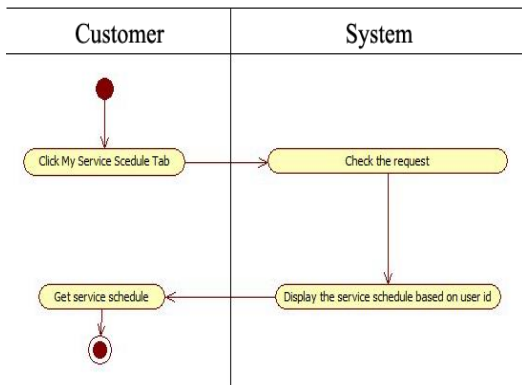 Customer
System
Click My Service Scedule Tab
Check the request
Get service schedule
Display the service schedule based on user id